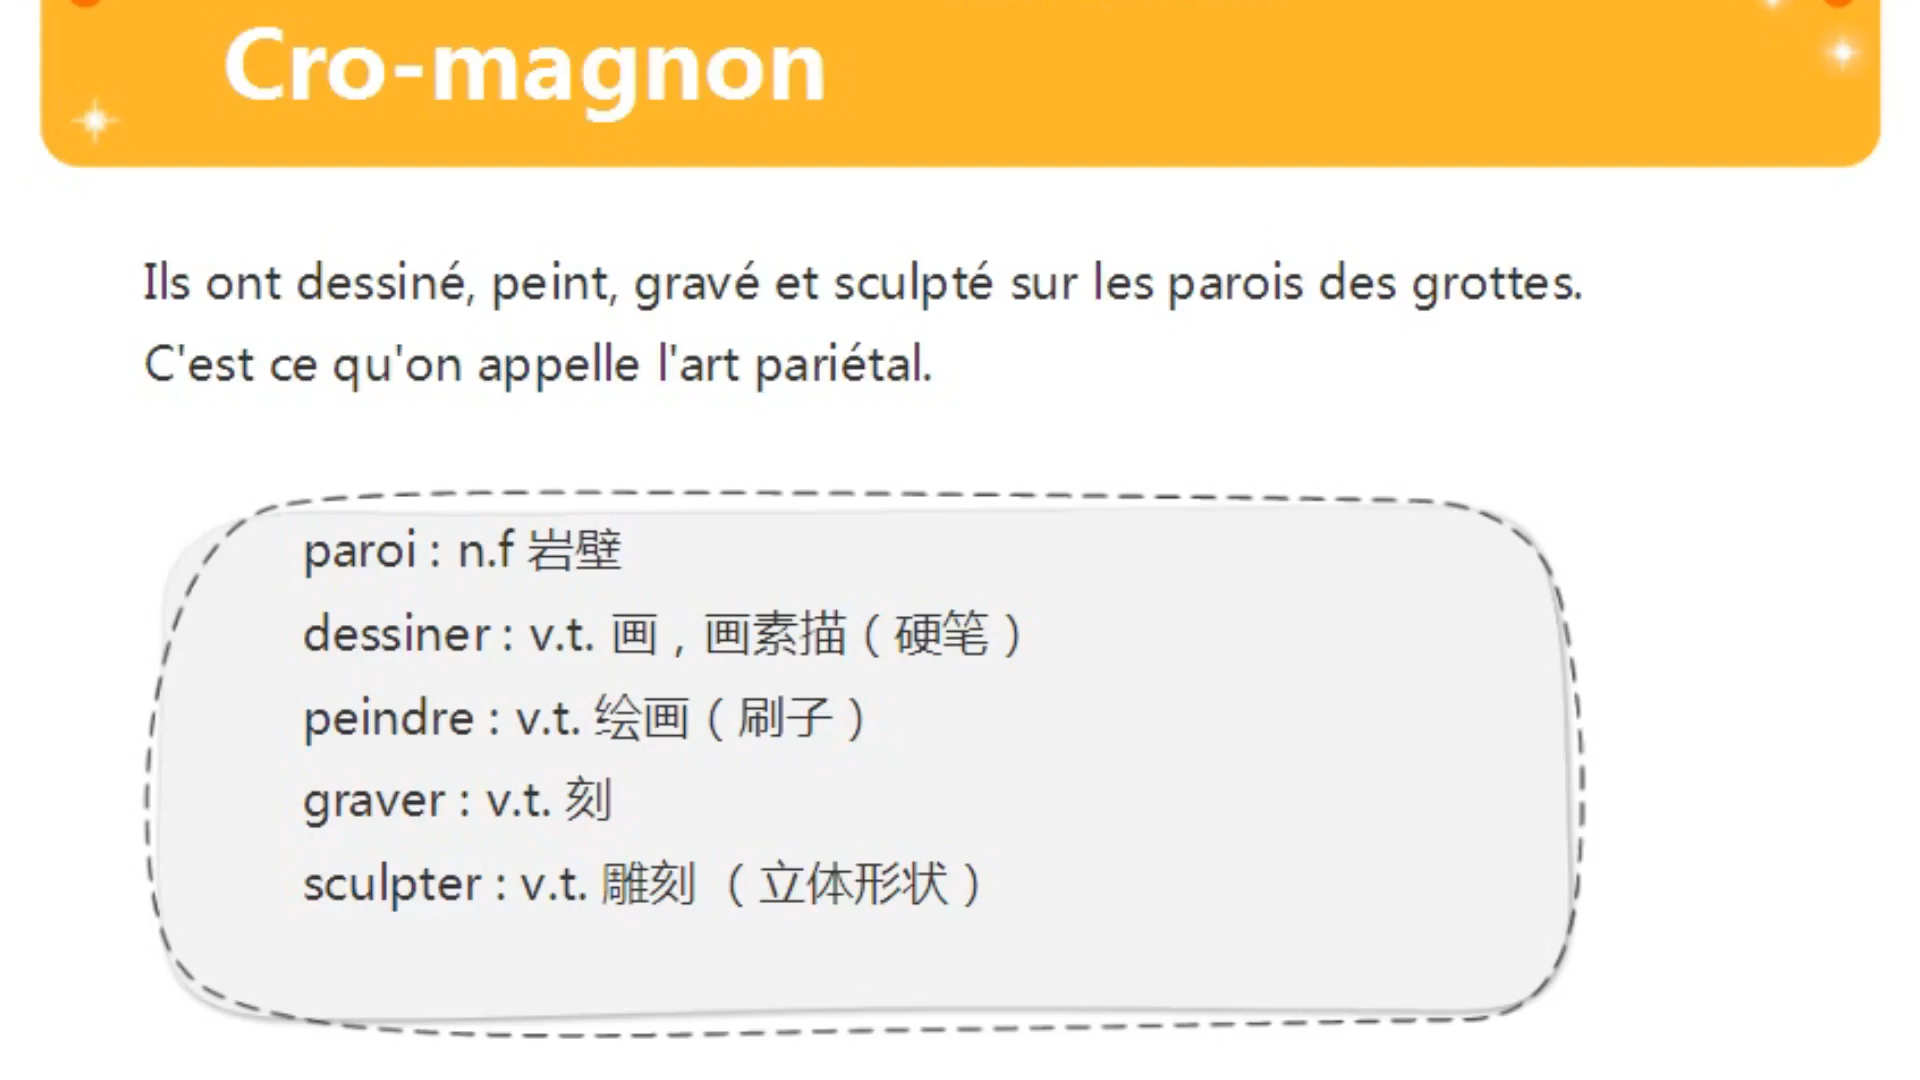 Cro-magnon
Ils ont dessiné, peint, gravé et sculpté sur les parois des grottes.
C'est ce qu'on appelle l'art pariétal.
paroi : n.f 岩壁
dessiner : v.t. 画，画素描（硬笔）
peindre : v.t. 绘画（刷子）
graver : v.t. 刻
sculpter : v.t. 雕刻 （立体形状）